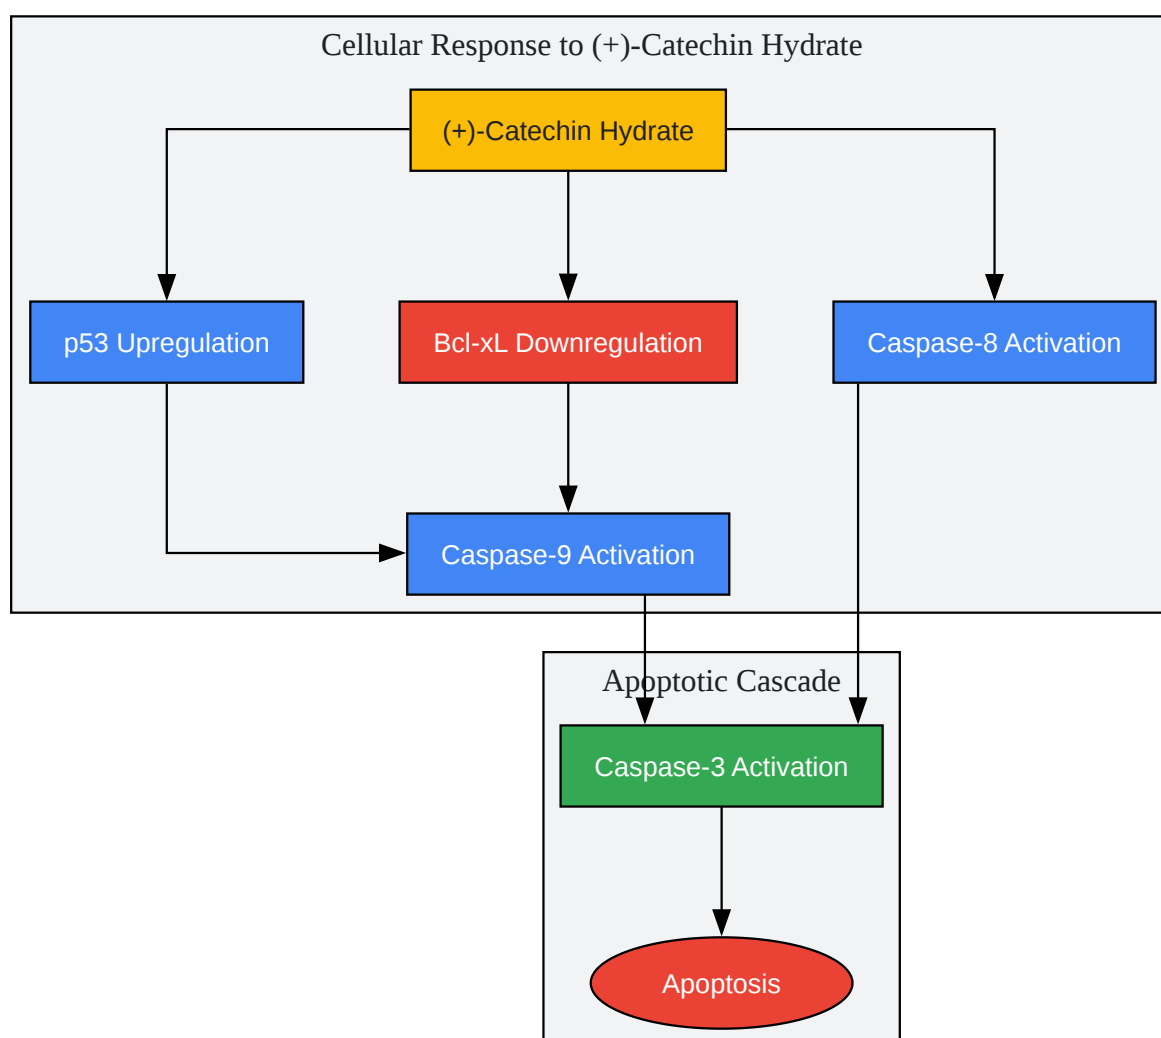 Cellular Response to (+)-Catechin Hydrate
(+)-Catechin Hydrate
p53 Upregulation
Bcl-xL Downregulation
Caspase-8 Activation
Caspase-9 Activation
Apoptotic Cascade
Caspase-3 Activation
Apoptosis